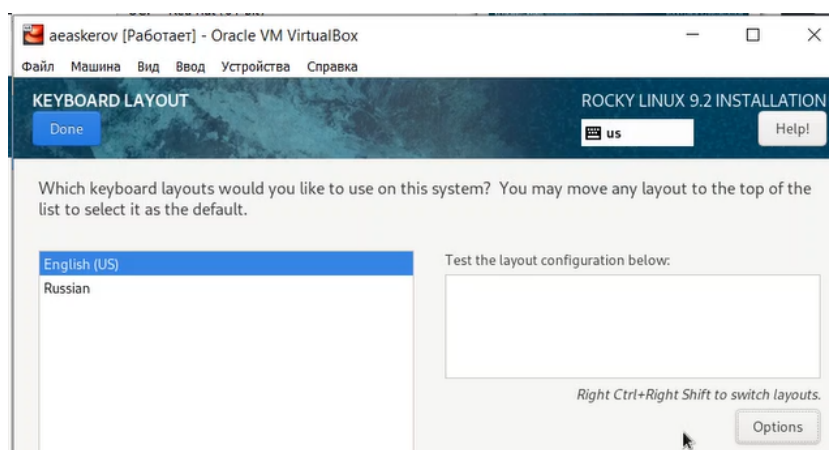 aeaskerov [Работает] - Oracle VM VirtualBox
Файл Машина Вид Ввод Устройства Справка
KEYBOARD LAYOUT
ROCKY LINUX 9.2 INSTALLATION
Done
us
Help!
Which keyboard layouts would you like to use on this system? You may move any layout to the top of the
list to select it as the default.
English (US)
Russian
Test the layout configuration below:
Right Ctrl+Right Shift to switch layouts.
Options